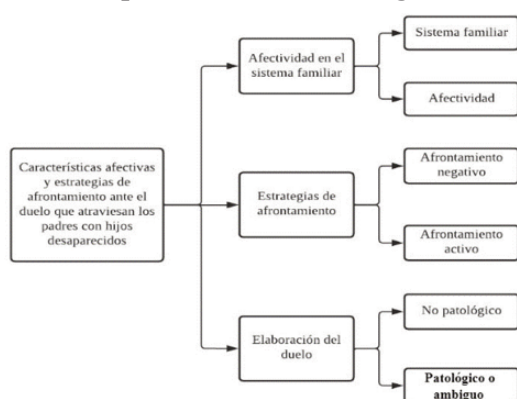 Características afectivas
y estrategias de
afrontamiento ante el
duelo que atraviesan los
padres con hijos
desaparecidos
Afectividad en el
sistema familiar
Sistema familiar
Afectividad
Estrategias de
afrontamiento
Afrontamiento
negativo
Afrontamiento
activo
Elaboración del
duelo
No patológico
Patológico o
ambiguo